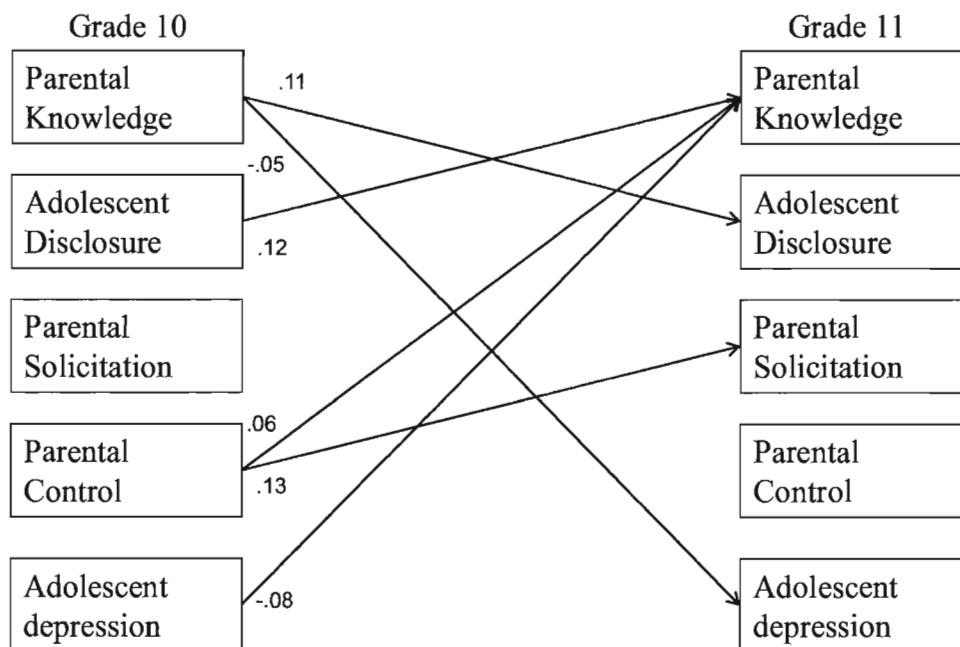 Grade 10
Grade 11
Parental
Knowledge
.11
Parental
Knowledge
-.05
Adolescent
Disclosure
.12
Adolescent
Disclosure
Parental
Solicitation
Parental
Solicitation
.06
Parental
Control
.13
Parental
Control
Adolescent
depression
-.08
Adolescent
depression